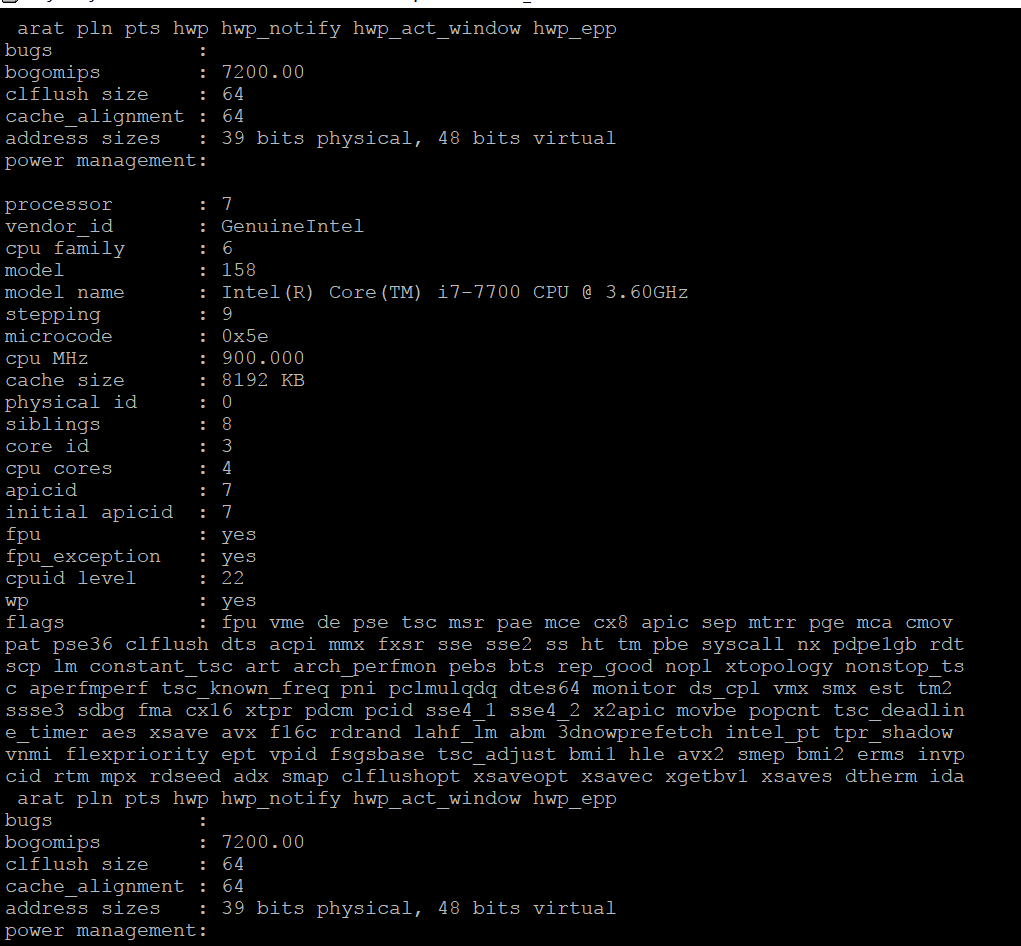 arat pln pts hwp hwp_notify hwp_act_window hwp_epp
bugs :
bogomips : 7200.00
clflush size : 64
cache_alignment : 64
address sizes : 39 bits physical, 48 bits virtual
power management:
processor : 7
vendor_id : GenuineIntel
cpu family : 6
model : 158
model name : Intel(R) Core(TM) i7-7700 CPU @ 3.60GHz
stepping : 9
microcode : 0x5e
cpu MHz : 900.000
cache size : 8192 KB
physical id : 0
siblings : 8
core id : 3
cpu cores : 4
apicid : 7
initial apicid : 7
fpu : yes
fpu_exception : yes
cpuid level : 22
wp : yes
flags : fpu vme de pse tsc msr pae mce cx8 apic sep mtrr pge mca cmov
pat pse36 clflush dts acpi mmx fxsr sse sse2 ss ht tm pbe syscall nx pdpe1gb rdt
scp lm constant_tsc art arch_perfmon pebs bts rep_good nopl xtopology nonstop_ts
c aperfmperf tsc_known_freq pni pclmulqdq dtes64 monitor ds_cpl vmx smx est tm2
ssse3 sdbg fma cx16 xtpr pdcm pcid sse4_1 sse4_2 x2apic movbe popcnt tsc_deadlin
e_timer aes xsave avx f16c rdrand lahf_lm abm 3dnowprefetch intel_pt tpr_shadow
vnmi flexpriority ept vpid fsgsbase tsc_adjust bmi1 hle avx2 smep bmi2 erms invp
cid rtm mpx rdseed adx smap clflushopt xsaveopt xsavec xgetbv1 xsaves dtherm ida
arat pln pts hwp hwp_notify hwp_act_window hwp_epp
bugs :
bogomips : 7200.00
clflush size : 64
cache_alignment : 64
address sizes : 39 bits physical, 48 bits virtual
power management: